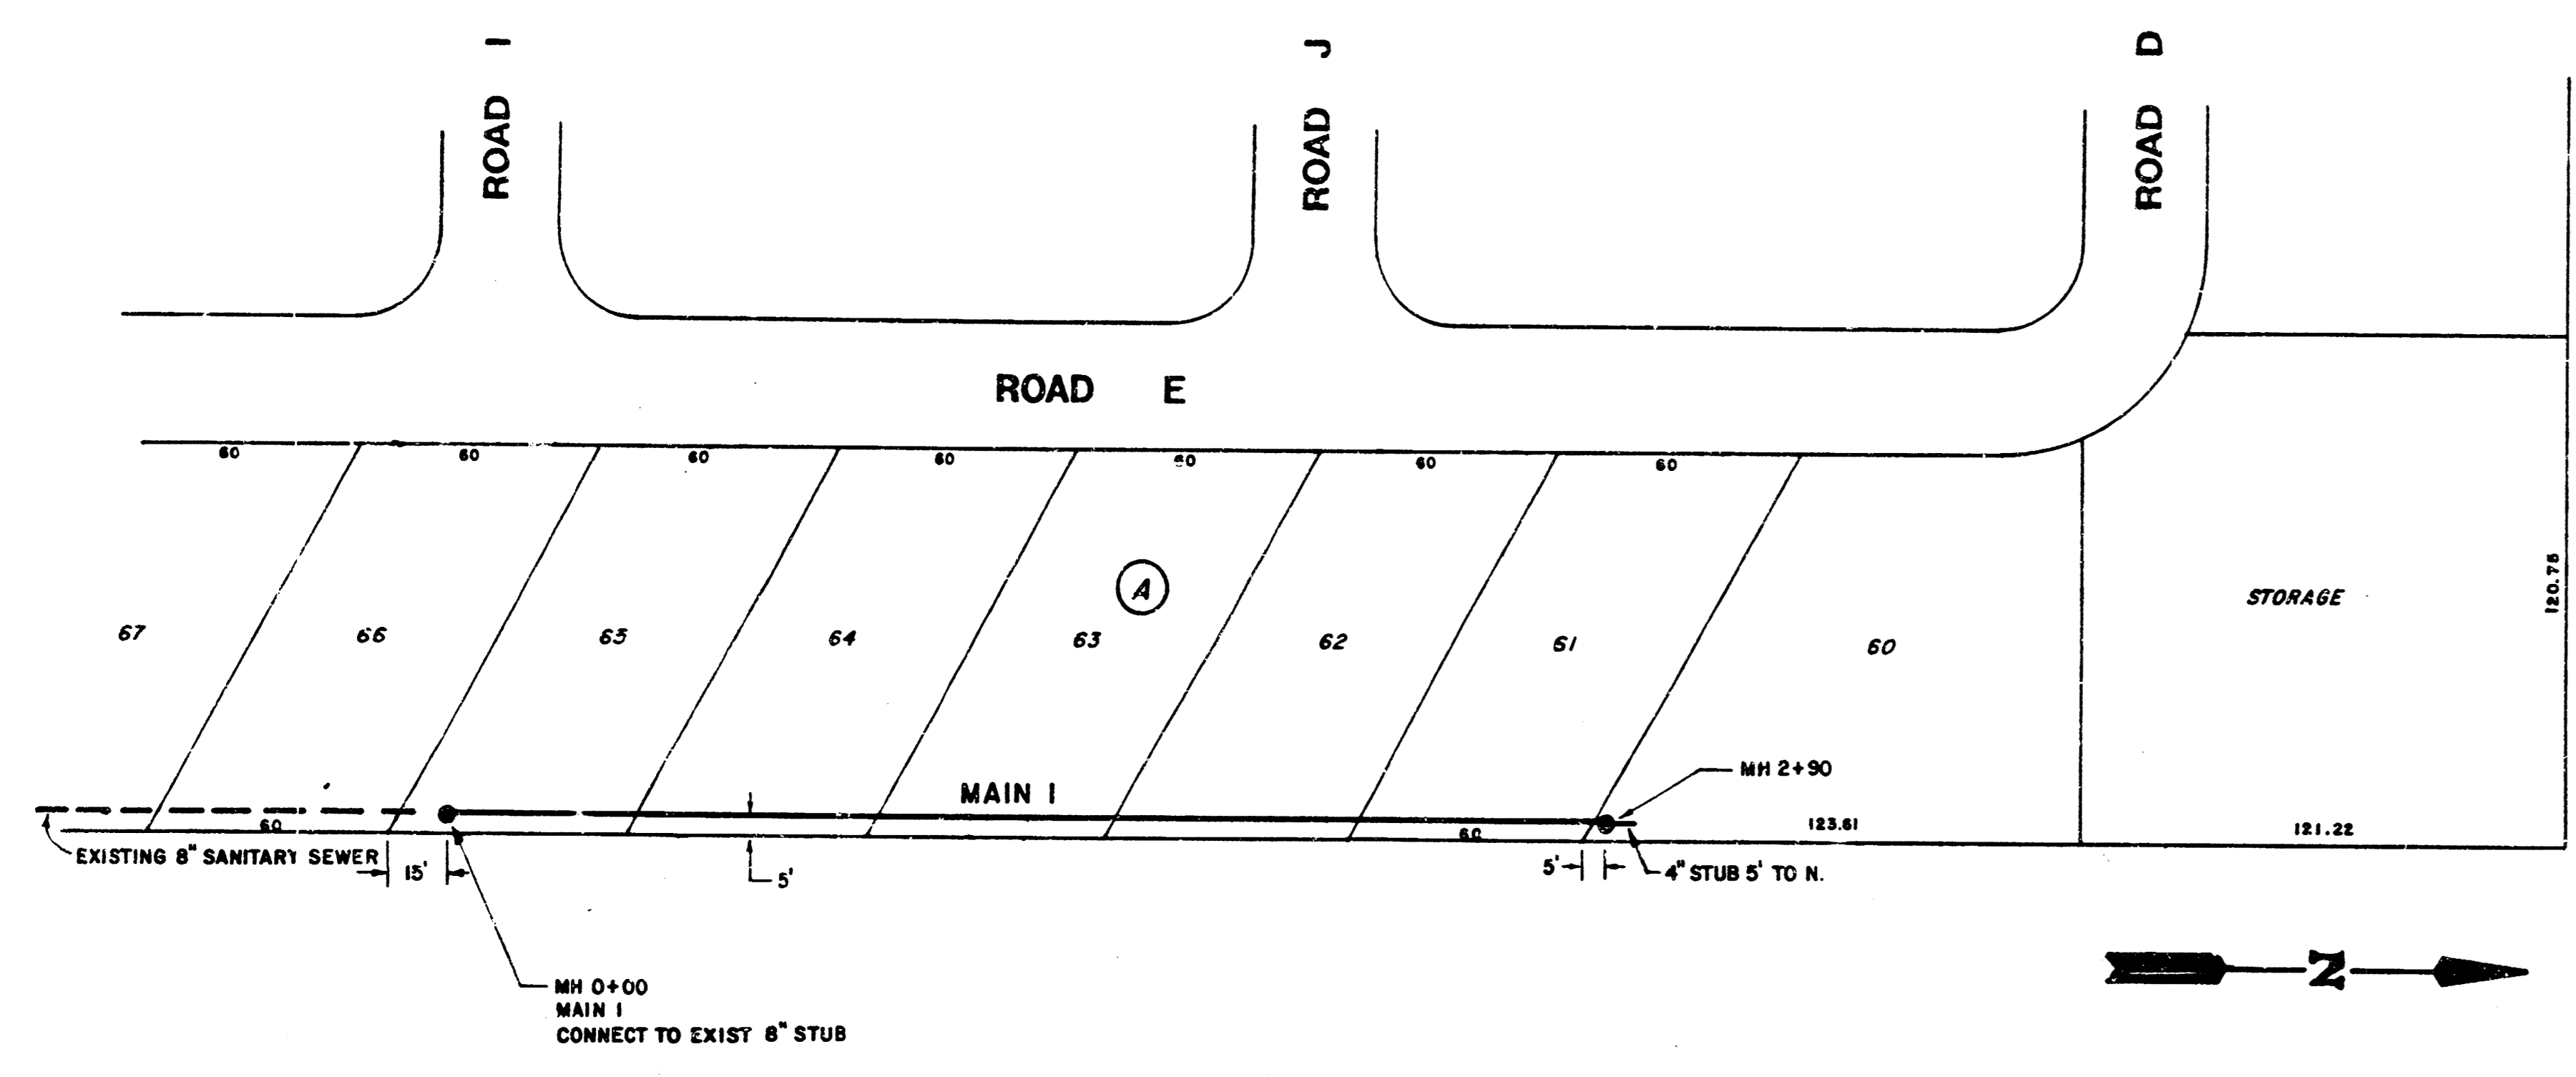 ROAD I
ROAD J
ROAD D
ROAD E
60
60
60
60
60
60
60
A
67
66
65
64
63
62
61
60
STORAGE
120.75
MAIN I
MH 2+90
60
60
123.61
121.22
EXISTING 8" SANITARY SEWER
15'
5'
5'
4" STUB 5' TO N.
N
MH 0+00
MAIN I
CONNECT TO EXIST 8" STUB